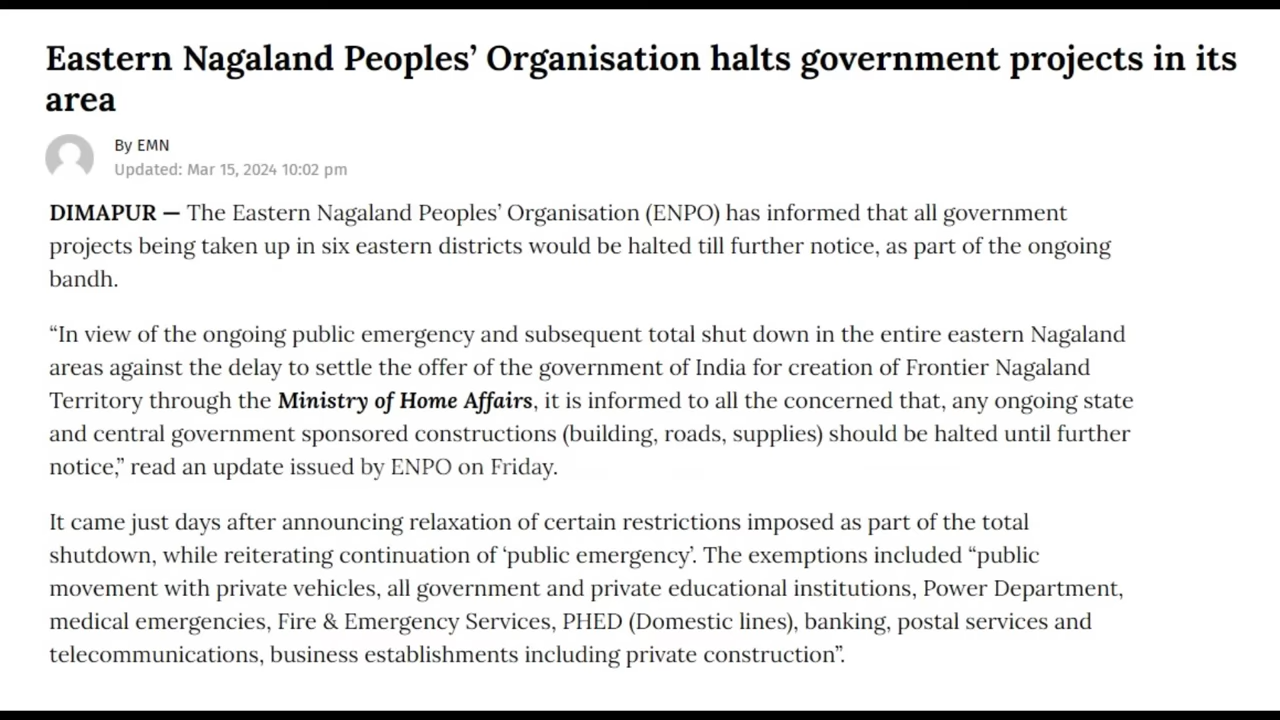 Eastern Nagaland Peoples’ Organisation halts government projects in its
area
By EMN
Updated: Mar 15, 2024 10:02 pm
DIMAPUR — The Eastern Nagaland Peoples’ Organisation (ENPO) has informed that all government
projects being taken up in six eastern districts would be halted till further notice, as part of the ongoing
bandh.
“In view of the ongoing public emergency and subsequent total shut down in the entire eastern Nagaland
areas against the delay to settle the offer of the government of India for creation of Frontier Nagaland
Territory through the Ministry of Home Affairs, it is informed to all the concerned that, any ongoing state
and central government sponsored constructions (building, roads, supplies) should be halted until further
notice,” read an update issued by ENPO on Friday.
It came just days after announcing relaxation of certain restrictions imposed as part of the total
shutdown, while reiterating continuation of ‘public emergency’. The exemptions included “public
movement with private vehicles, all government and private educational institutions, Power Department,
medical emergencies, Fire & Emergency Services, PHED (Domestic lines), banking, postal services and
telecommunications, business establishments including private construction”.